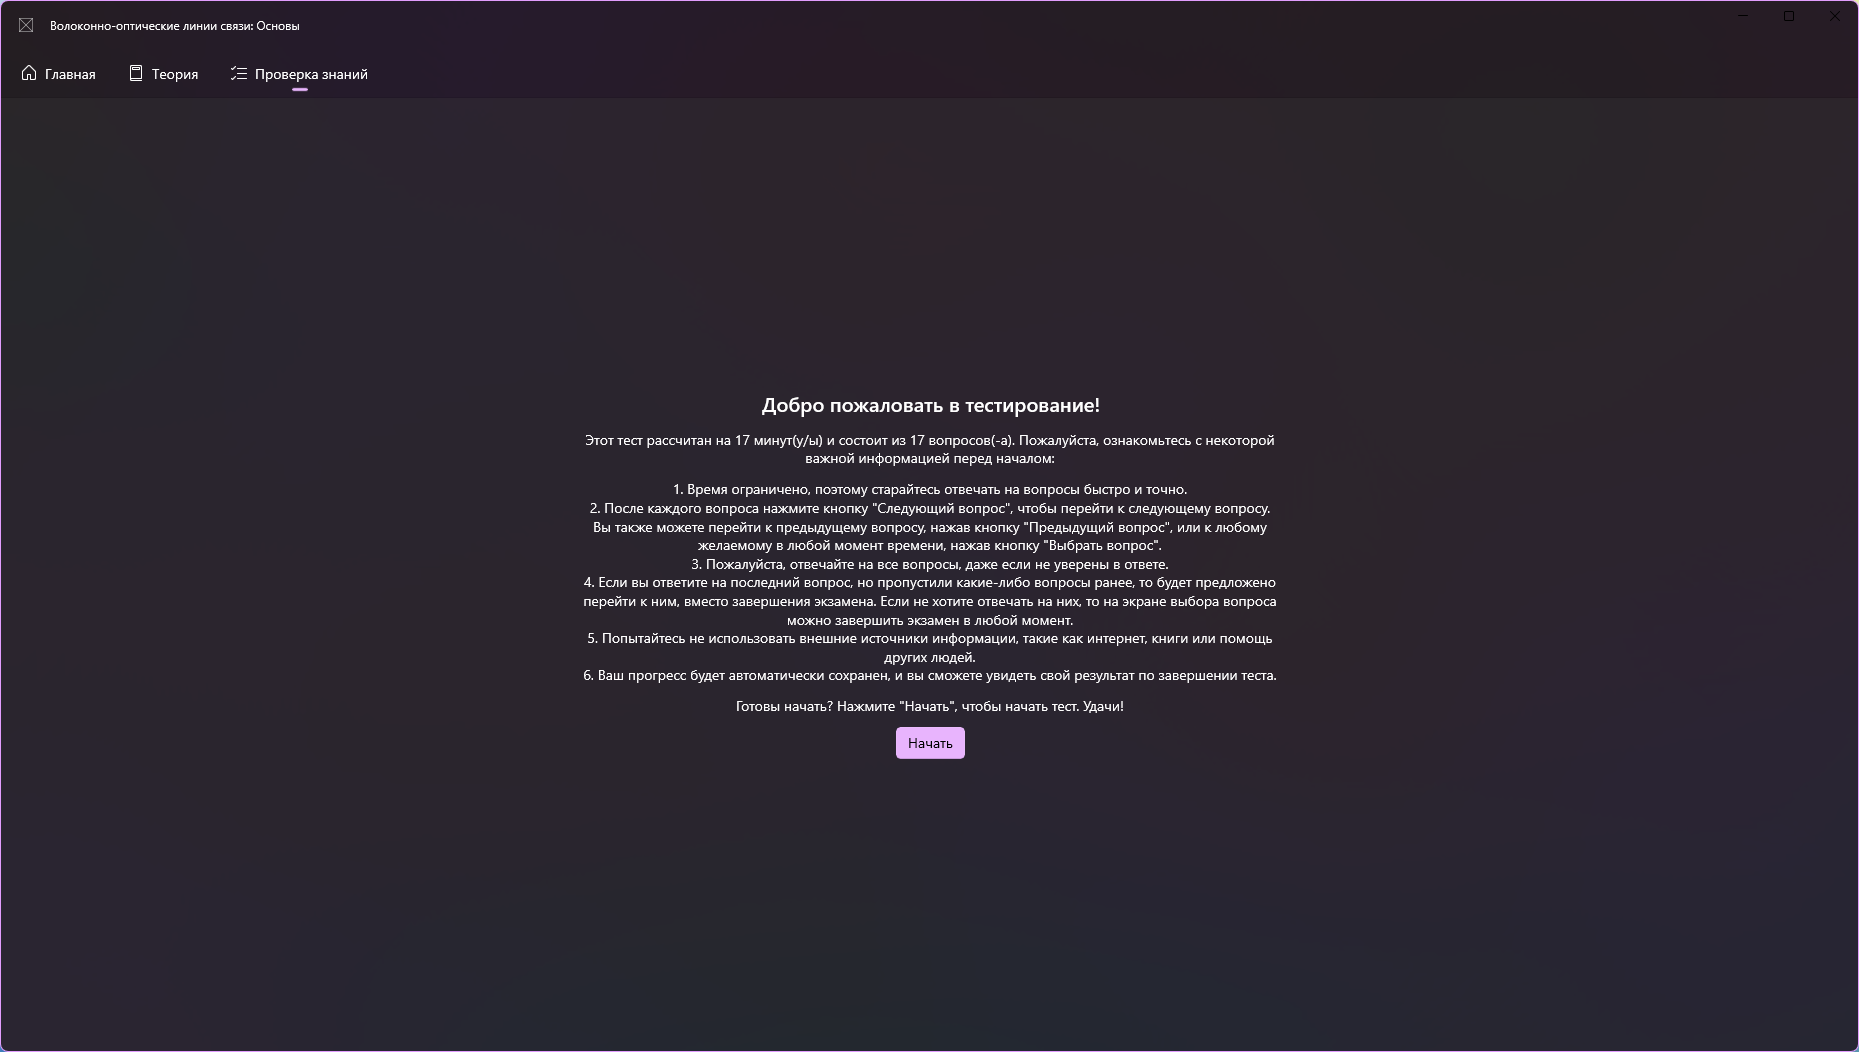 Волоконно-оптические линии связи: Основы
Главная
Теория
Проверка знаний
Добро пожаловать в тестирование!
Этот тест рассчитан на 17 минут(у/ы) и состоит из 17 вопросов(-а). Пожалуйста, ознакомьтесь с некоторой
важной информацией перед началом:
1. Время ограничено, поэтому старайтесь отвечать на вопросы быстро и точно.
2. После каждого вопроса нажмите кнопку "Следующий вопрос", чтобы перейти к следующему вопросу.
Вы также можете перейти к предыдущему вопросу, нажав кнопку "Предыдущий вопрос", или к любому
желаемому в любой момент времени, нажав кнопку "Выбрать вопрос".
3. Пожалуйста, отвечайте на все вопросы, даже если не уверены в ответе.
4. Если вы ответите на последний вопрос, но пропустили какие-либо вопросы ранее, то будет предложено
перейти к ним, вместо завершения экзамена. Если не хотите отвечать на них, то на экране выбора вопроса
можно завершить экзамен в любой момент.
5. Попытайтесь не использовать внешние источники информации, такие как интернет, книги или помощь
других людей.
6. Ваш прогресс будет автоматически сохранен, и вы сможете увидеть свой результат по завершении теста.
Готовы начать? Нажмите "Начать", чтобы начать тест. Удачи!
Начать